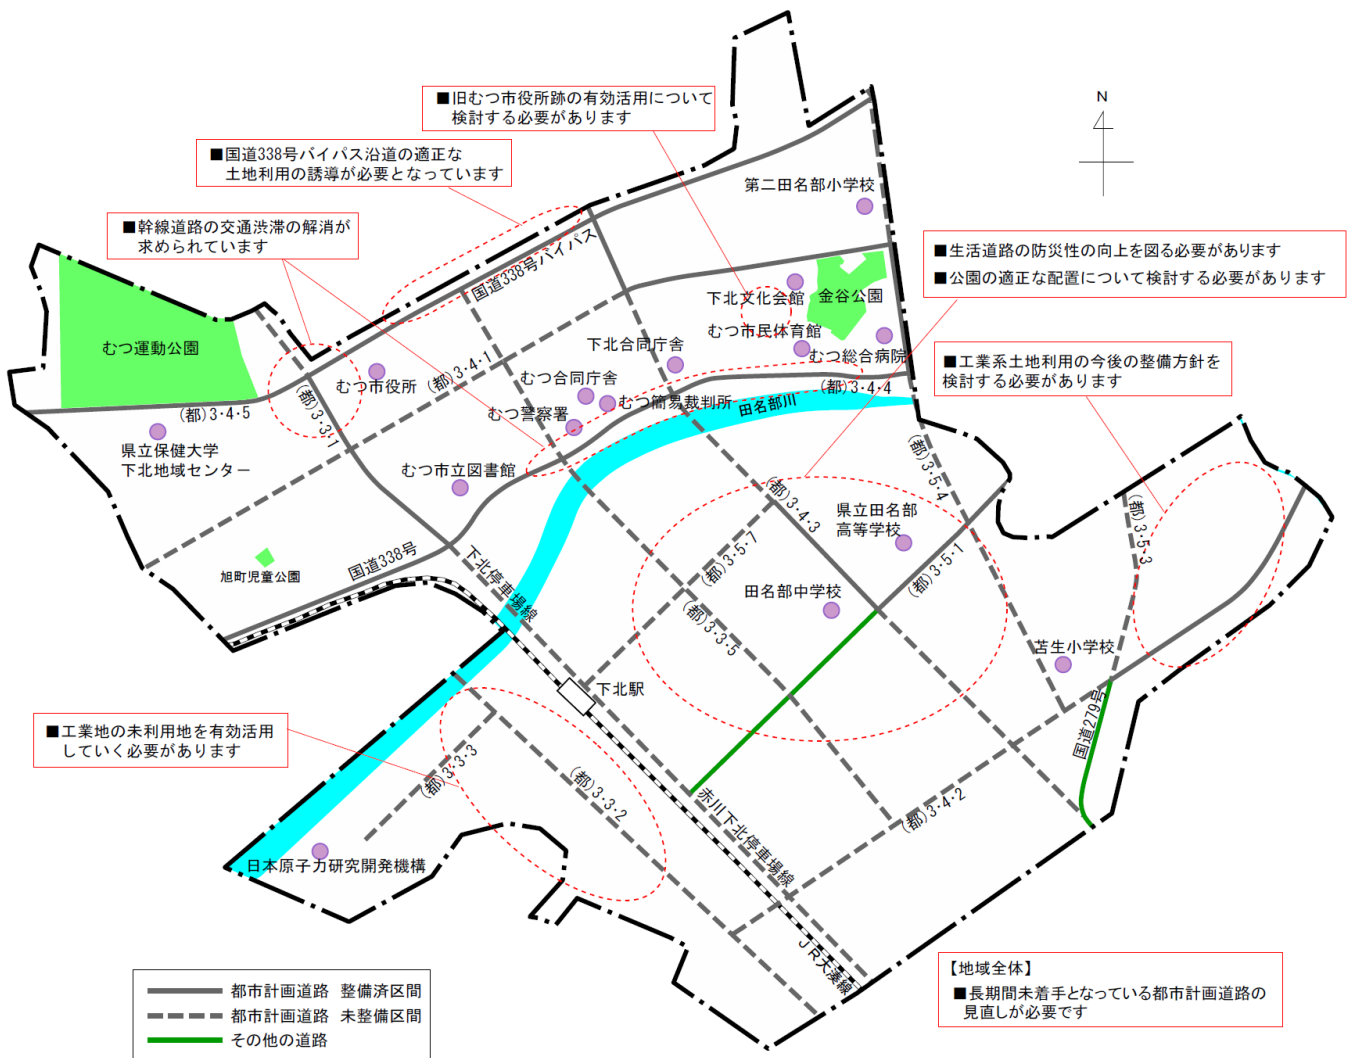 ■旧むつ市役所跡の有効活用について
検討する必要があります
N
■国道338号バイパス沿道の適正な
土地利用の誘導が必要となっています
第二田名部小学校
■幹線道路の交通渋滞の解消が
求められています
■生活道路の防災性の向上を図る必要があります
■公園の適正な配置について検討する必要があります
国道338号バイパス
下北文化会館
金谷公園
むつ運動公園
むつ市民体育館
下北合同庁舎
むつ総合病院
■工業系土地利用の今後の整備方針を
検討する必要があります
むつ市役所
(都)3・4・1
むつ合同庁舎
(都)3・4・4
(都)3・4・5
(都)3・3・1
むつ簡易裁判所
田名部川
むつ警察署
県立保健大学
下北地域センター
むつ市立図書館
(都)3・5・4
(都)3・4・3
県立田名部
高等学校
(都)3・5・3
国道338号
下北停車場線
(都)3・5・7
(都)3・5・1
旭町児童公園
田名部中学校
(都)3・3・5
苫生小学校
下北駅
国道279号
■工業地の未利用地を有効活用
していく必要があります
(都)3・3・3
(都)3・3・2
赤川下北停車場線
(都)3・4・2
日本原子力研究開発機構
JR大湊線
【地域全体】
■長期間未着手となっている都市計画道路の
見直しが必要です
都市計画道路 整備済区間
都市計画道路 未整備区間
その他の道路